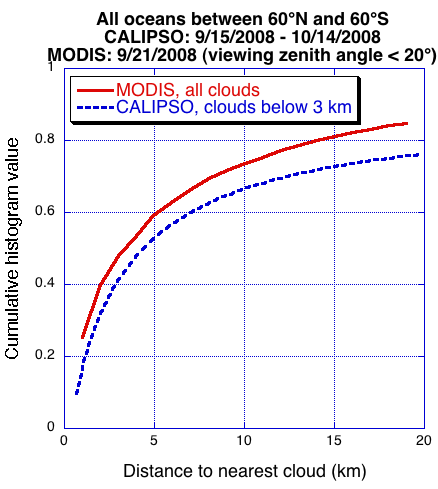 All oceans between 60°N and 60°S
CALIPSO: 9/15/2008 - 10/14/2008
MODIS: 9/21/2008 (viewing zenith angle < 20°)
MODIS, all clouds
CALIPSO, clouds below 3 km
Cumulative histogram value
1
0.8
0.6
0.4
0.2
0
0 5 10 15 20
Distance to nearest cloud (km)